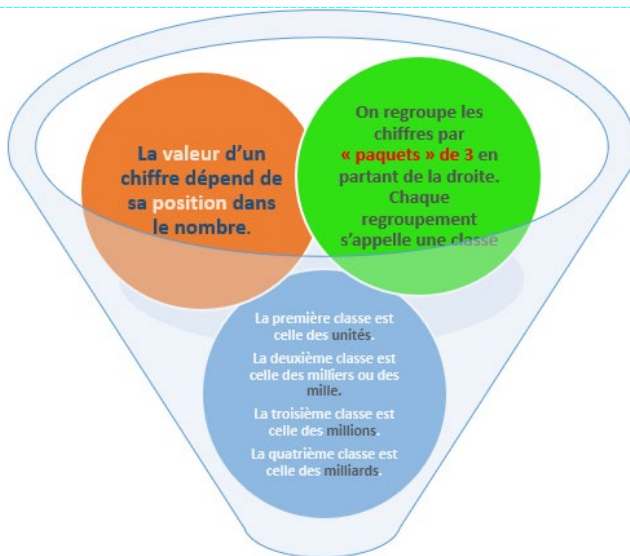 La valeur d’un
chiffre dépend de
sa position dans
le nombre.
On regroupe les
chiffres par
« paquets » de 3 en
partant de la droite.
Chaque
regroupement
s’appelle une classe
La première classe est
celle des unités.
La deuxième classe est
celle des milliers ou des
mille.
La troisième classe est
celle des millions.
La quatrième classe est
celle des milliards.